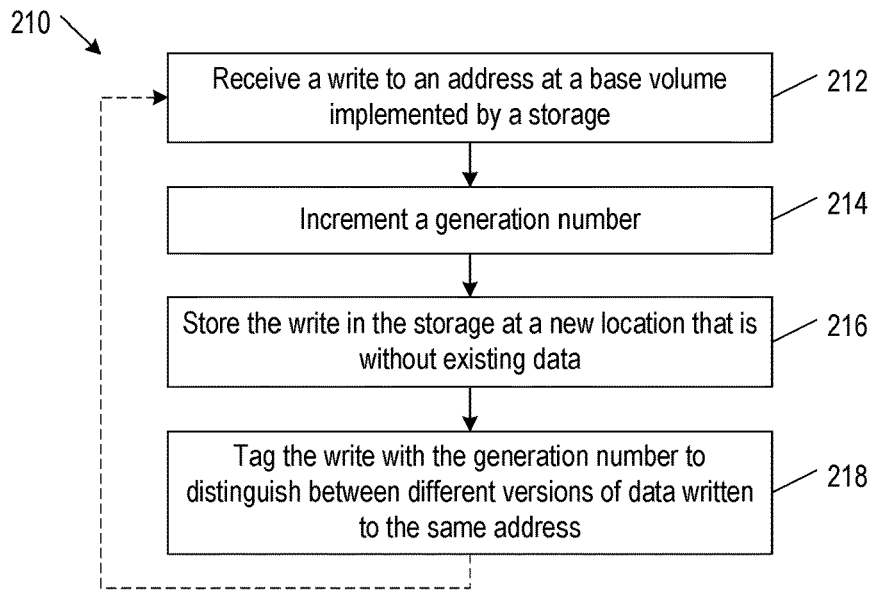 210
Receive a write to an address at a base volume
implemented by a storage
212
Increment a generation number
214
Store the write in the storage at a new location that is
without existing data
216
Tag the write with the generation number to
distinguish between different versions of data written
to the same address
218